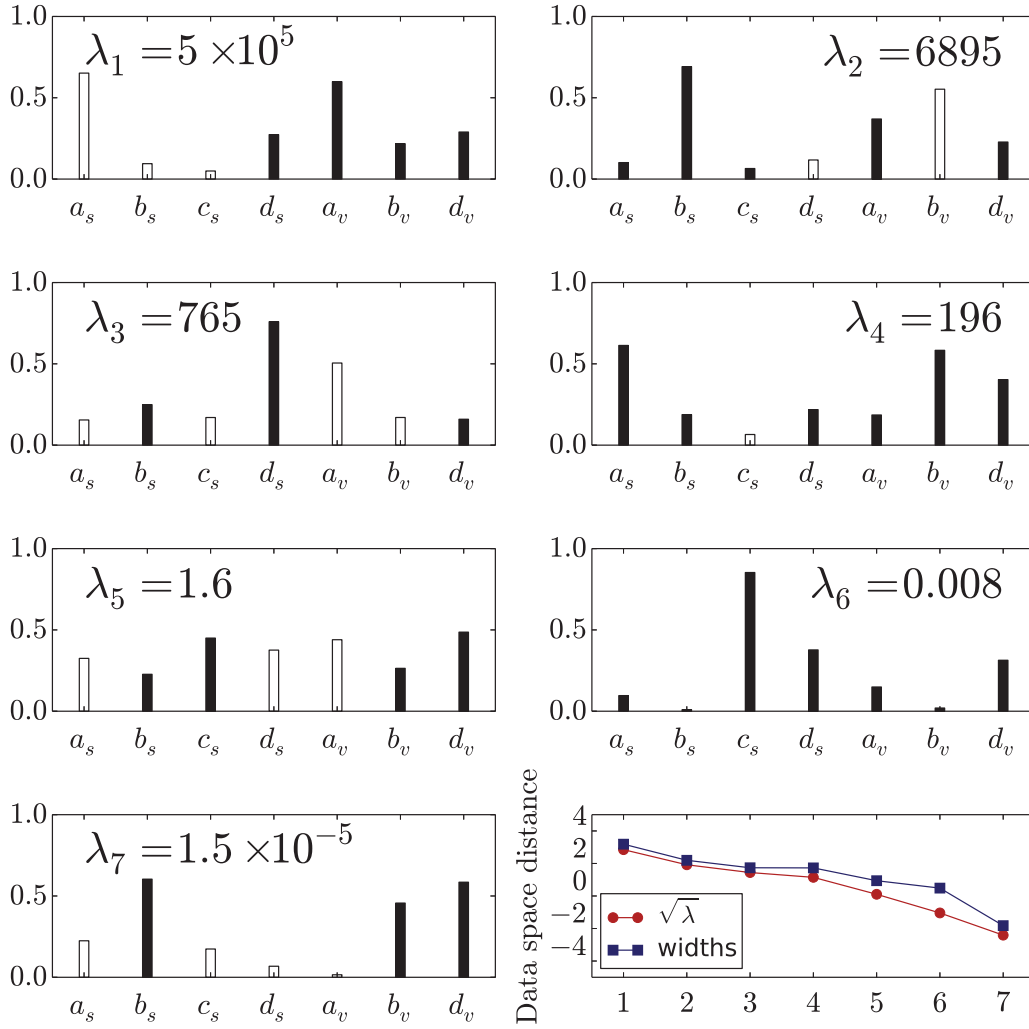 1.0
0.5
0.0
λ₁ = 5 ×10⁵
a_s b_s c_s d_s a_v b_v d_v
1.0
0.5
0.0
λ₂ = 6895
a_s b_s c_s d_s a_v b_v d_v
1.0
0.5
0.0
λ₃ = 765
a_s b_s c_s d_s a_v b_v d_v
1.0
0.5
0.0
λ₄ = 196
a_s b_s c_s d_s a_v b_v d_v
1.0
0.5
0.0
λ₅ = 1.6
a_s b_s c_s d_s a_v b_v d_v
1.0
0.5
0.0
λ₆ = 0.008
a_s b_s c_s d_s a_v b_v d_v
1.0
0.5
0.0
λ₇ = 1.5 ×10⁻⁵
a_s b_s c_s d_s a_v b_v d_v
Data space distance
4
2
0
−2
−4
√λ
widths
1 2 3 4 5 6 7